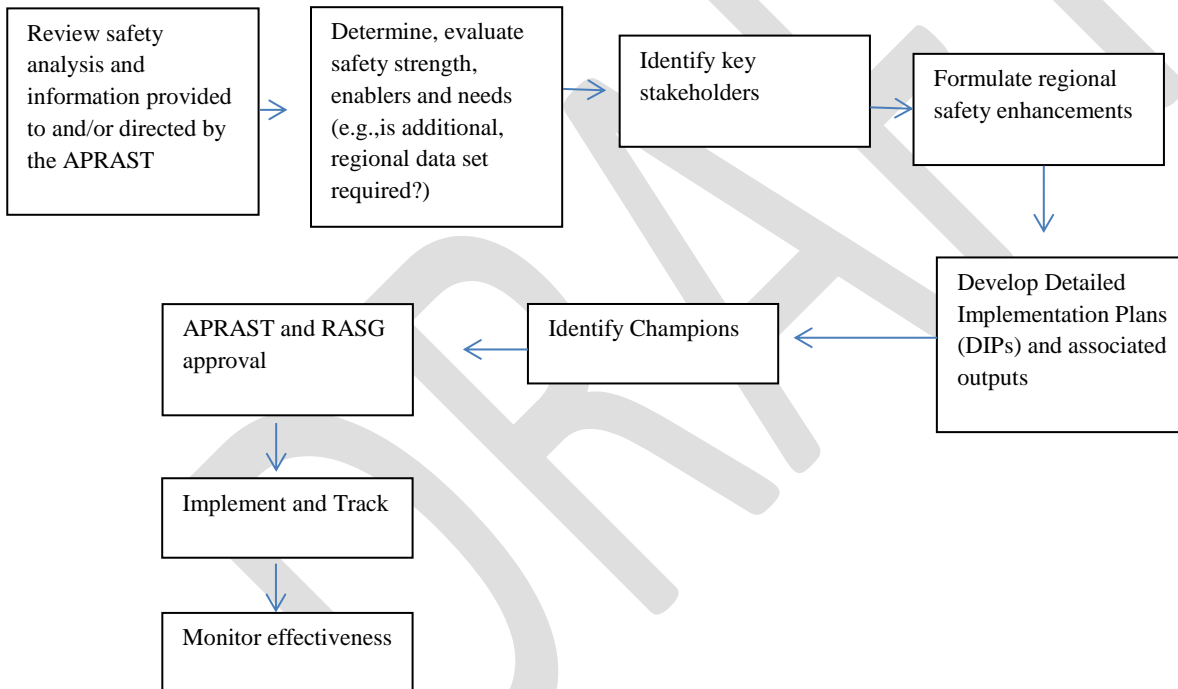 Review safety
analysis and
information provided
to and/or directed by
the APRAST
Determine, evaluate
safety strength,
enablers and needs
(e.g.,is additional,
regional data set
required?)
Identify key
stakeholders
Formulate regional
safety enhancements
Develop Detailed
Implementation Plans
(DIPs) and associated
outputs
Identify Champions
APRAST and RASG
approval
Implement and Track
Monitor effectiveness
DRAFT